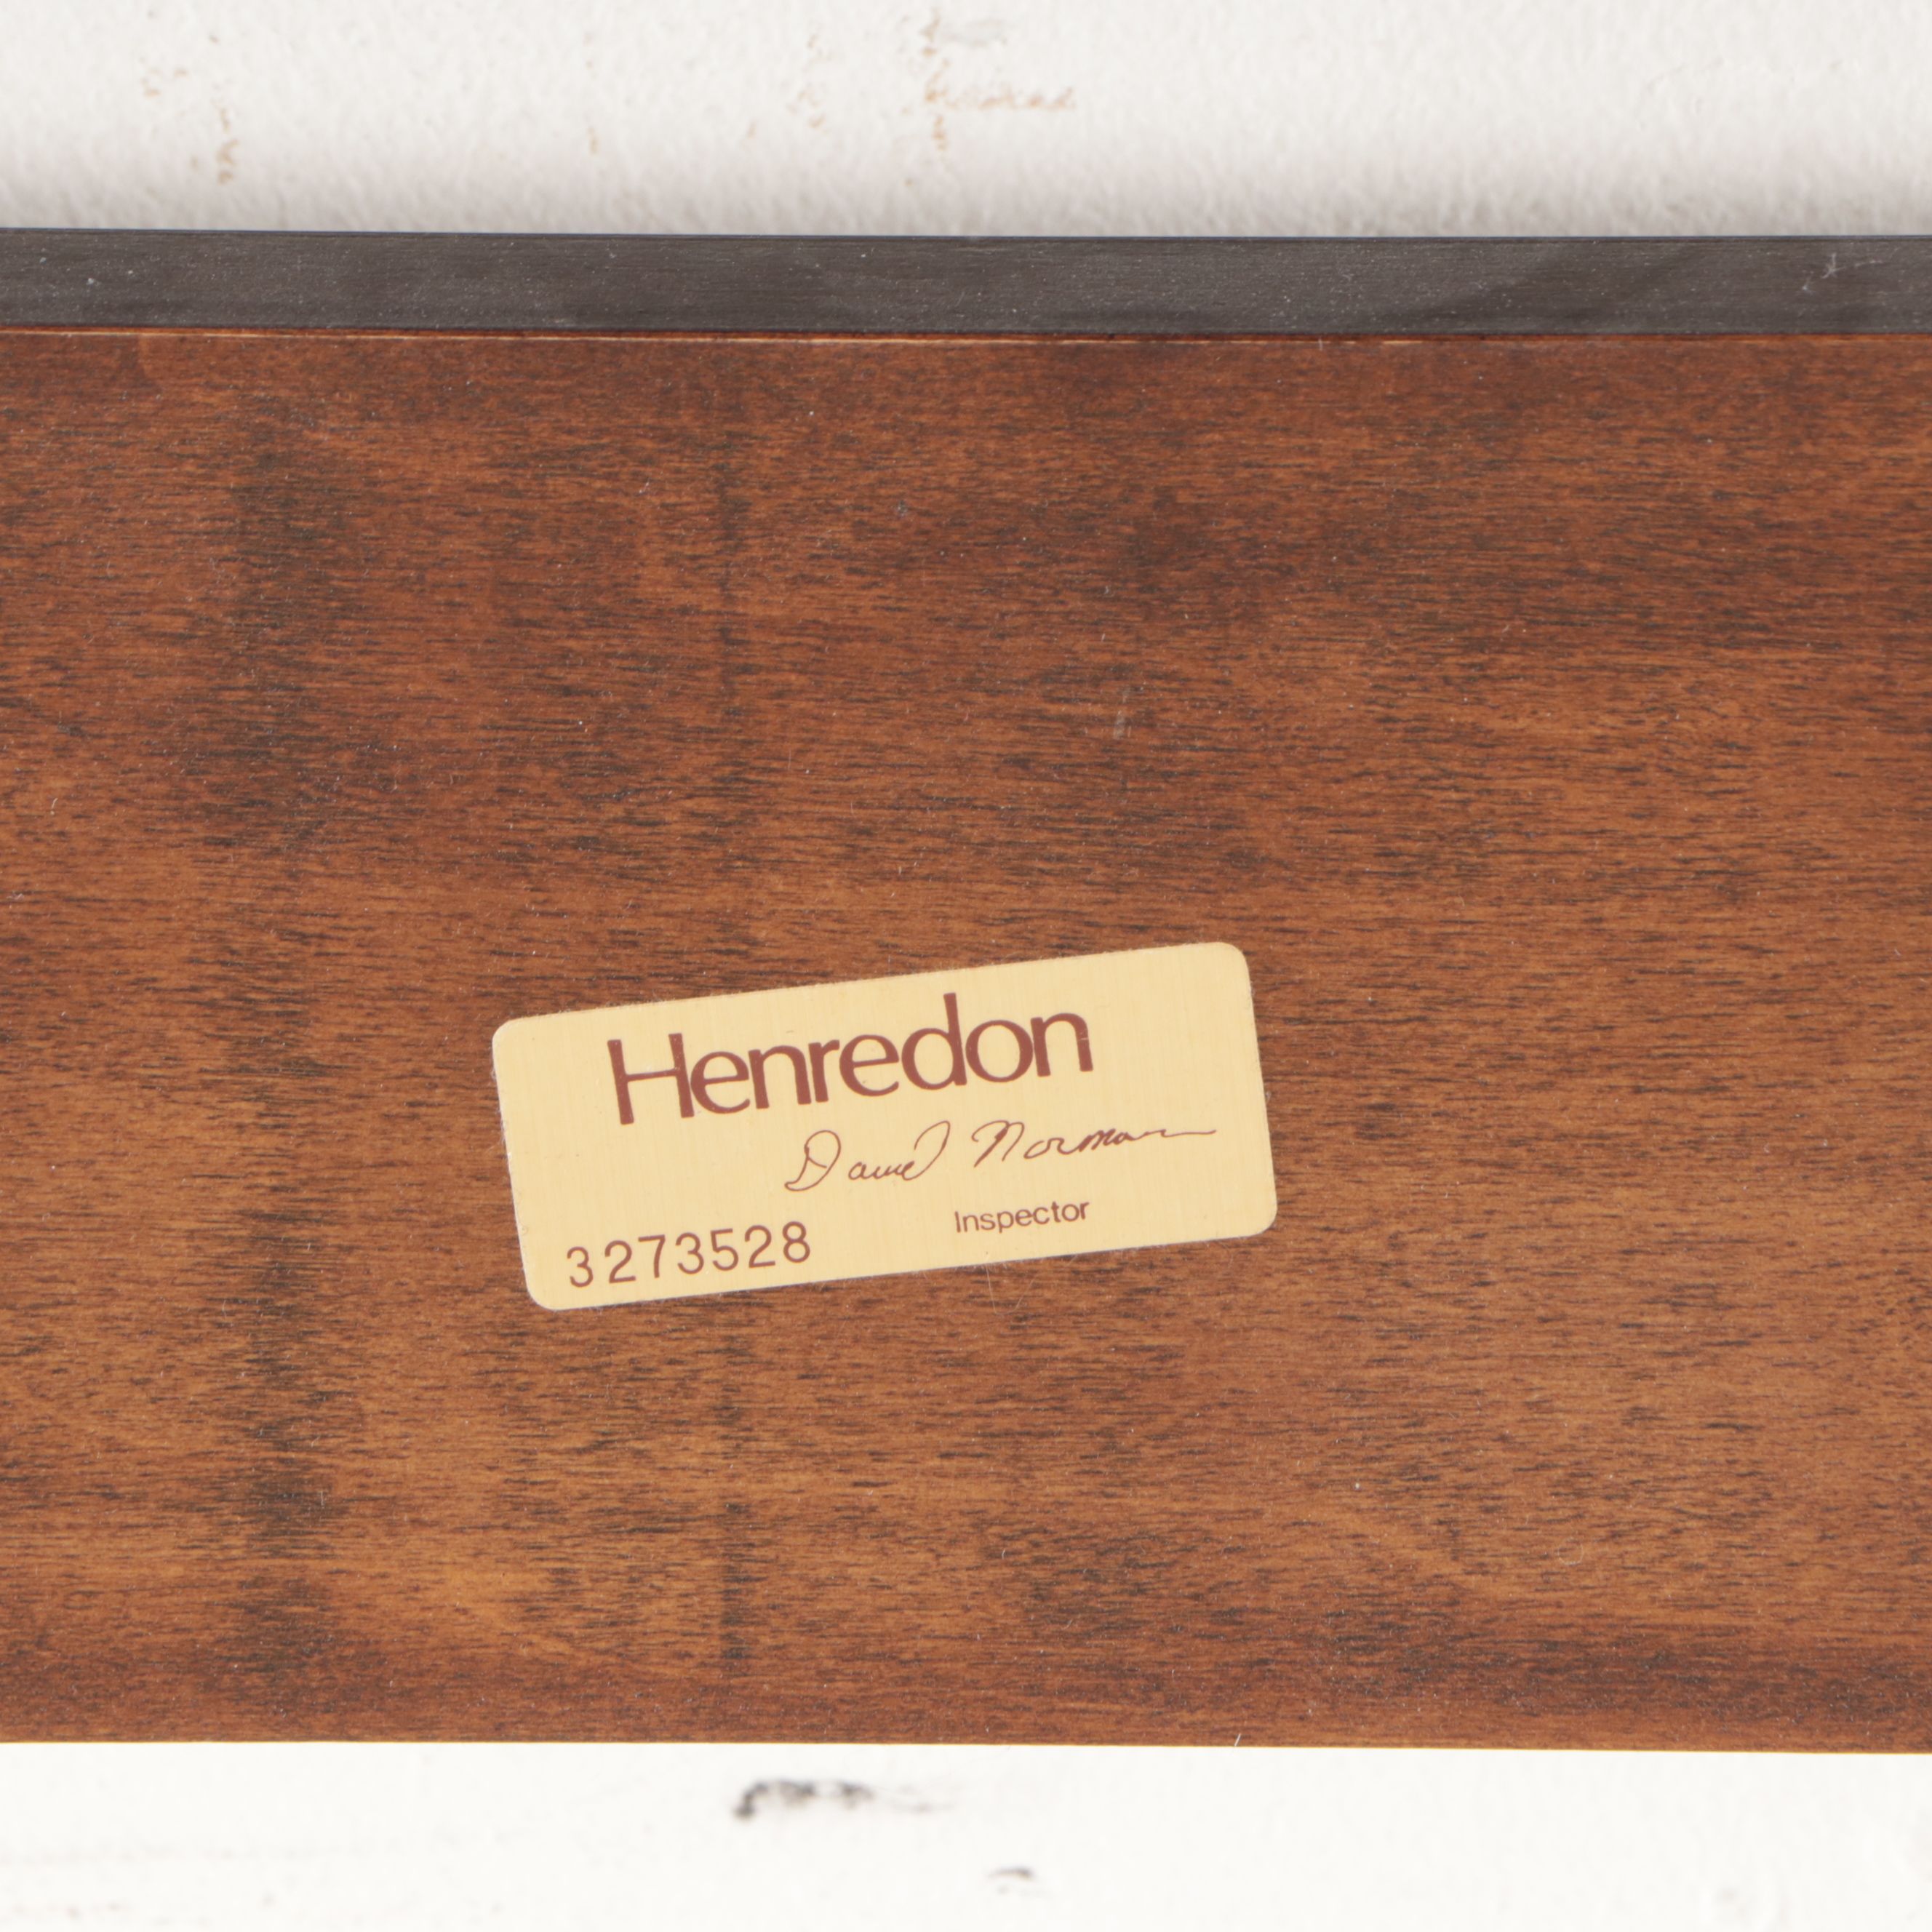 Henredon
David Norman
Inspector
3273528